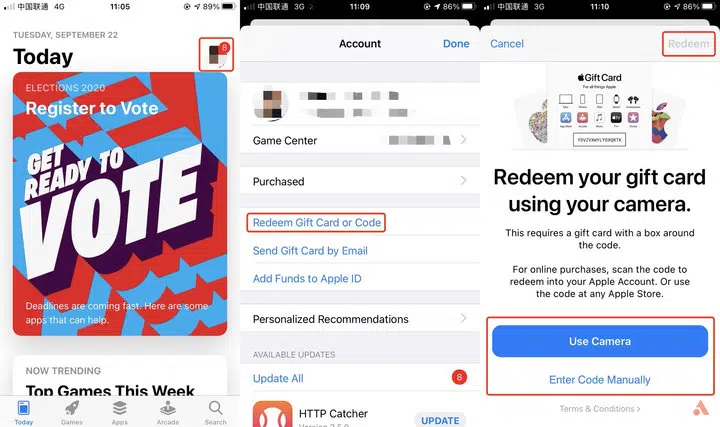 中国联通 4G
11:05
89%
TUESDAY, SEPTEMBER 22
Today
8
ELECTIONS 2020
Register to Vote
GET
READY TO
VOTE
Deadlines are coming fast. Here are some
apps that can help.
NOW TRENDING
Top Games This Week
Today
Games
Apps
Arcade
Search
中国联通 3G
11:09
86%
Account
Done
Game Center
Purchased
Redeem Gift Card or Code
Send Gift Card by Email
Add Funds to Apple ID
Personalized Recommendations
AVAILABLE UPDATES
Update All
8
HTTP Catcher
UPDATE
中国联通 3G
11:10
86%
Cancel
Redeem
Gift Card
For all things Apple
Redeem your gift card
using your camera.
This requires a gift card with a box around
the code.
For online purchases, scan the code to
redeem into your Apple Account. Or use
the code at any Apple Store.
Use Camera
Enter Code Manually
Terms & Conditions >